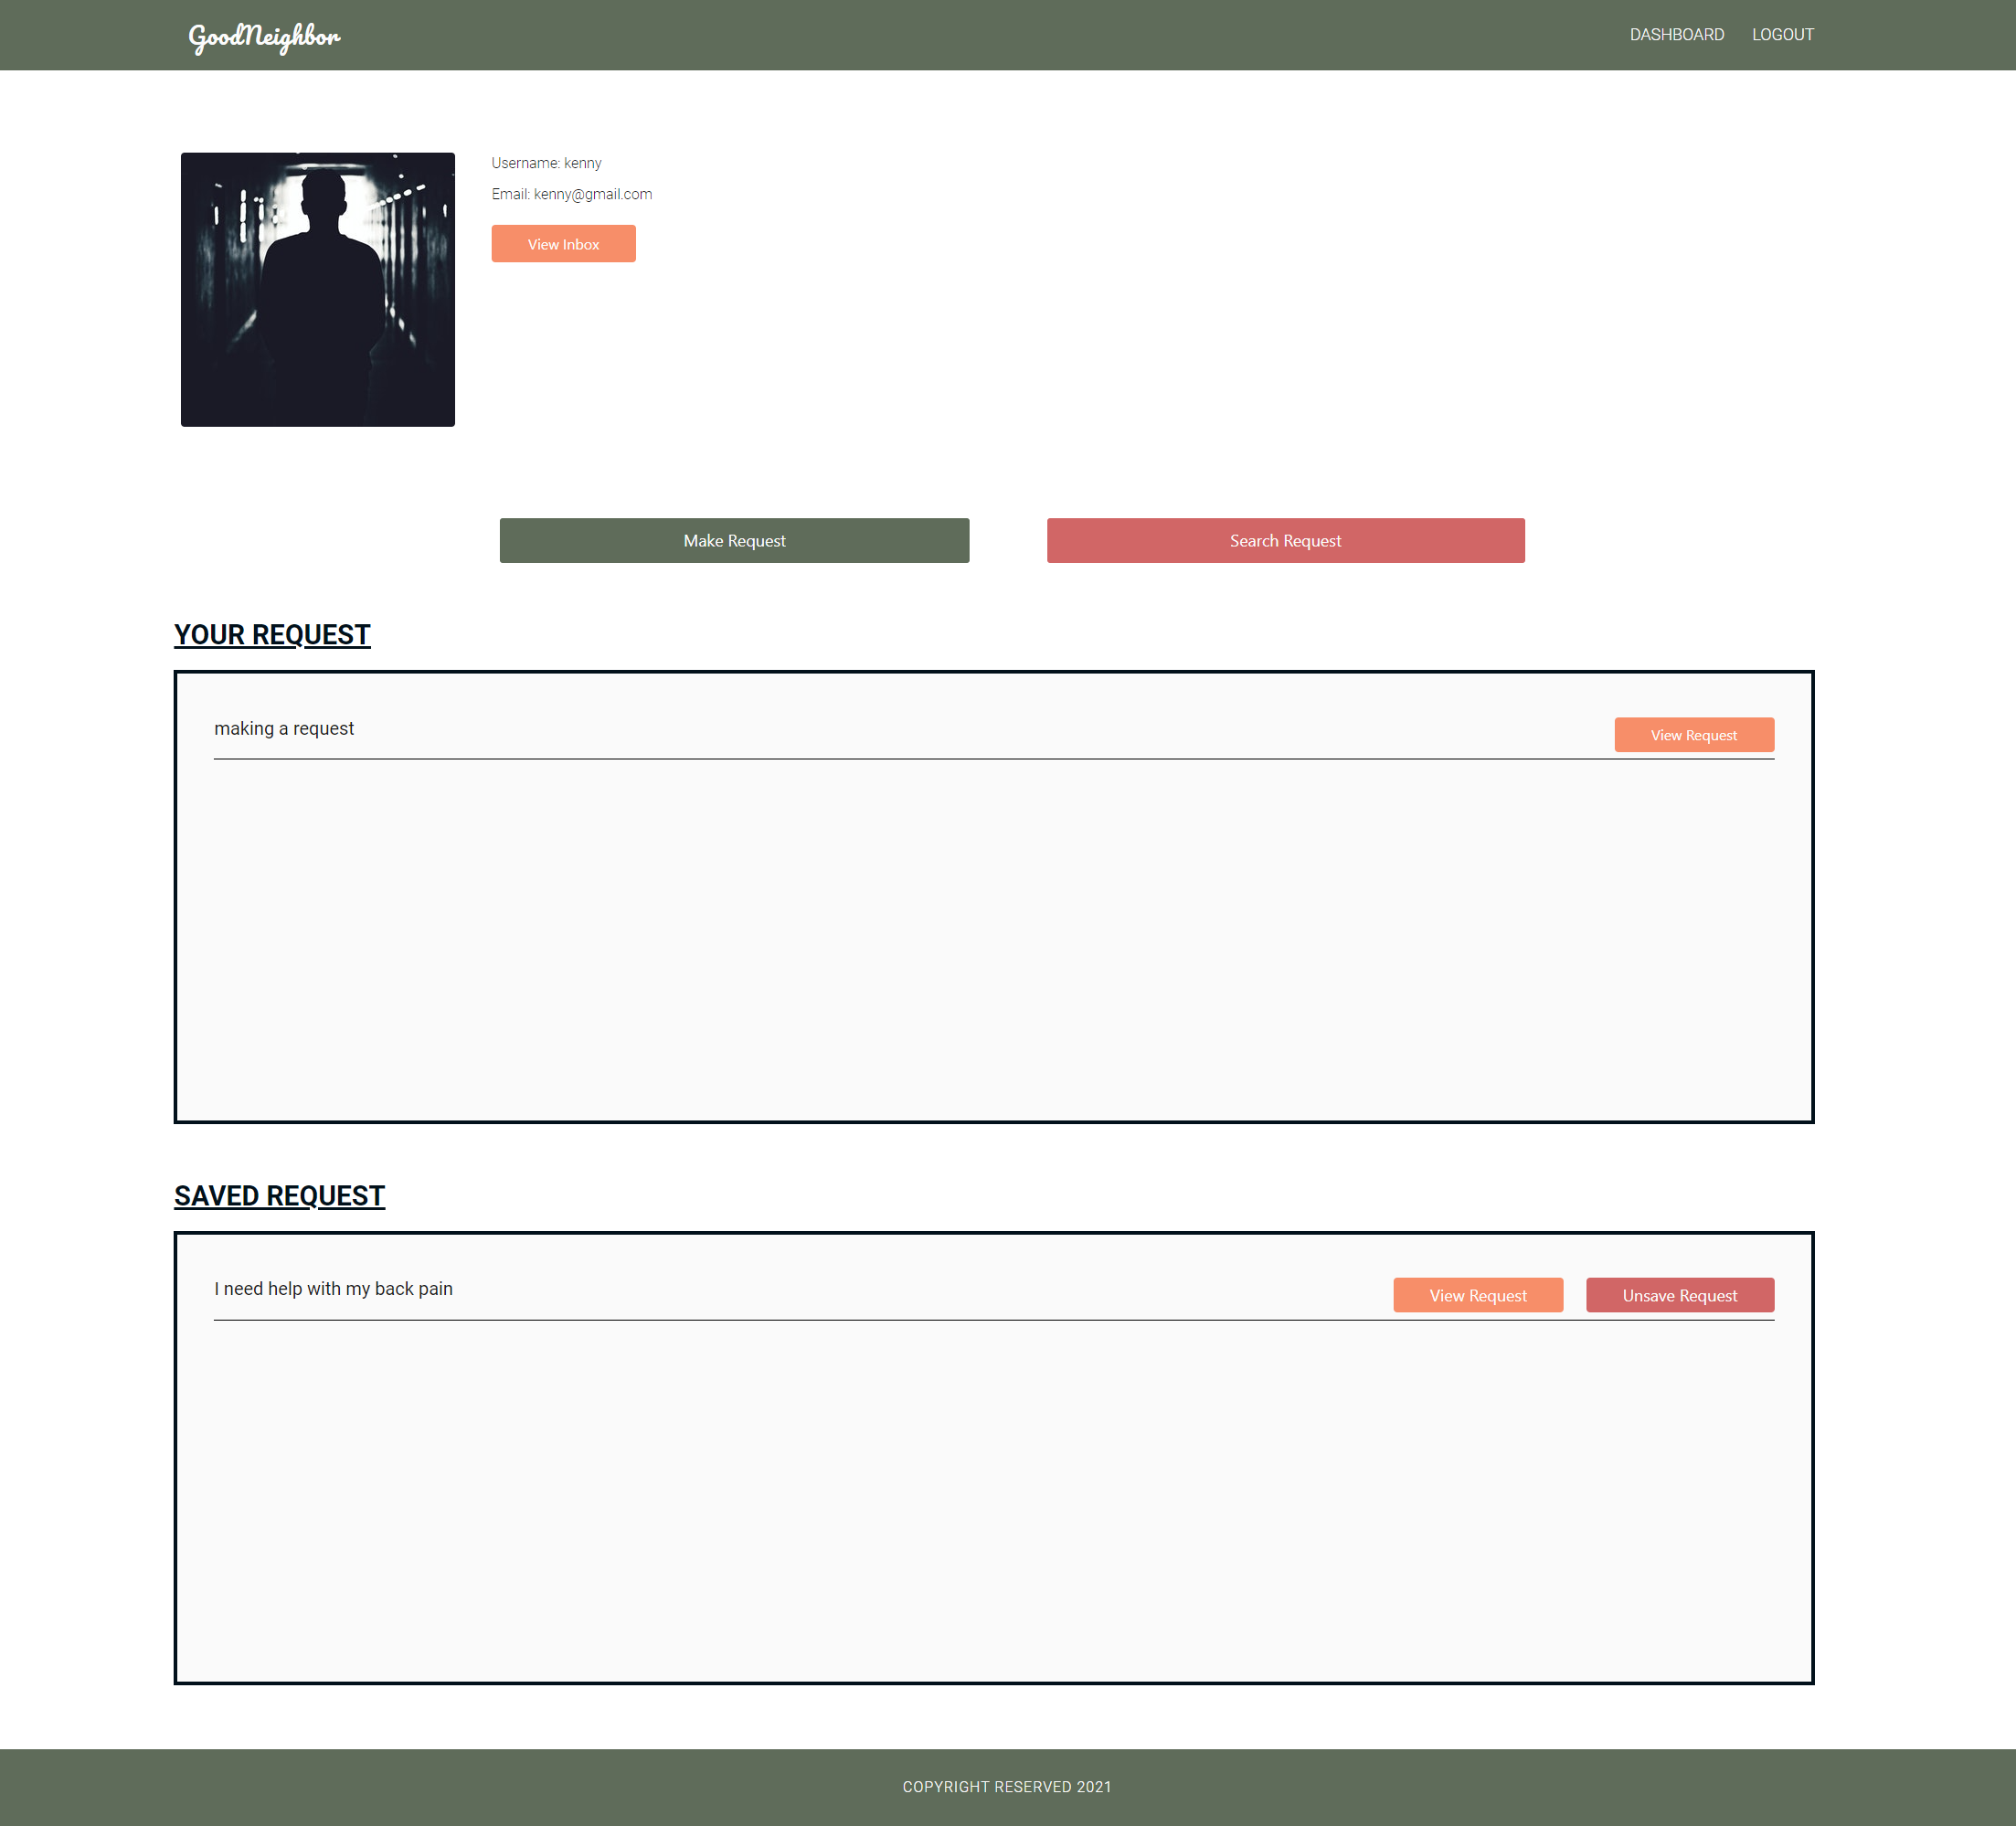 GoodNeighbor
DASHBOARD LOGOUT
Username: kenny
Email: kenny@gmail.com
View Inbox
Make Request Search Request
YOUR REQUEST
making a request View Request
SAVED REQUEST
I need help with my back pain View Request Unsave Request
COPYRIGHT RESERVED 2021